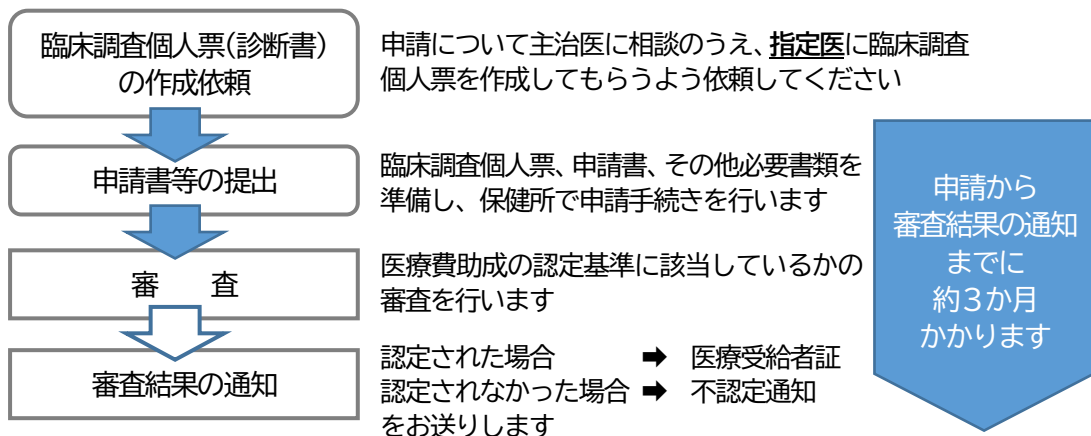 臨床調査個人票(診断書)
の作成依頼
申請について主治医に相談のうえ、指定医に臨床調査
個人票を作成してもらうよう依頼してください
申請書等の提出
臨床調査個人票、申請書、その他必要書類を
準備し、保健所で申請手続きを行います
審　　査
医療費助成の認定基準に該当しているかの
審査を行います
審査結果の通知
認定された場合　　　➡　医療受給者証
認定されなかった場合 ➡　不認定通知
をお送りします
申請から
審査結果の通知
までに
約３か月
かかります